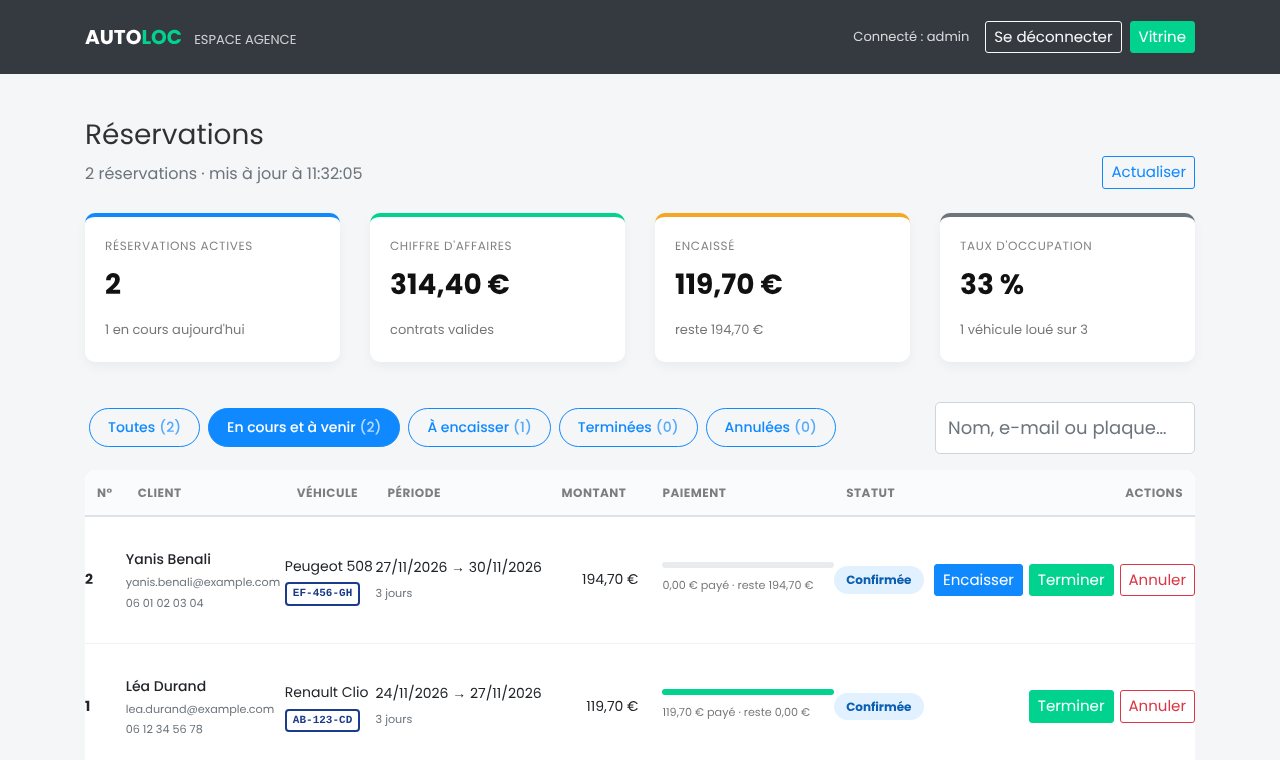 AUTOLOC ESPACE AGENCE Connecté : admin Se déconnecter Vitrine
Réservations
2 réservations · mis à jour à 11:32:05 Actualiser
RÉSERVATIONS ACTIVES
2
1 en cours aujourd'hui
CHIFFRE D'AFFAIRES
314,40 €
contrats valides
ENCAISSÉ
119,70 €
reste 194,70 €
TAUX D'OCCUPATION
33 %
1 véhicule loué sur 3
Toutes (2) En cours et à venir (2) À encaisser (1) Terminées (0) Annulées (0) Nom, e-mail ou plaque...
N° CLIENT VÉHICULE PÉRIODE MONTANT PAIEMENT STATUT ACTIONS
2 Yanis Benali
yanis.benali@example.com
06 01 02 03 04
Peugeot 508
EF-456-GH
27/11/2026 → 30/11/2026
3 jours
194,70 €
0,00 € payé · reste 194,70 €
Confirmée
Encaisser Terminer Annuler
1 Léa Durand
lea.durand@example.com
06 12 34 56 78
Renault Clio
AB-123-CD
24/11/2026 → 27/11/2026
3 jours
119,70 €
119,70 € payé · reste 0,00 €
Confirmée
Terminer Annuler